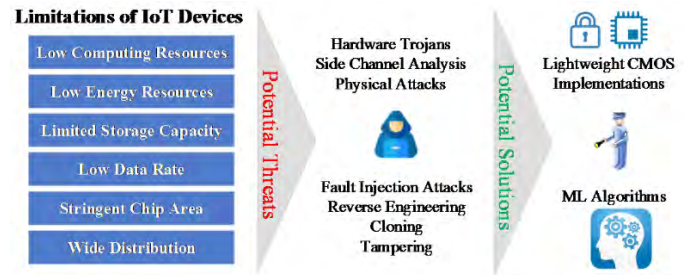 Limitations of IoT Devices
Low Computing Resources
Low Energy Resources
Limited Storage Capacity
Low Data Rate
Stringent Chip Area
Wide Distribution
Potential Threats
Hardware Trojans
Side Channel Analysis
Physical Attacks
Fault Injection Attacks
Reverse Engineering
Cloning
Tampering
Potential Solutions
Lightweight CMOS
Implementations
ML Algorithms